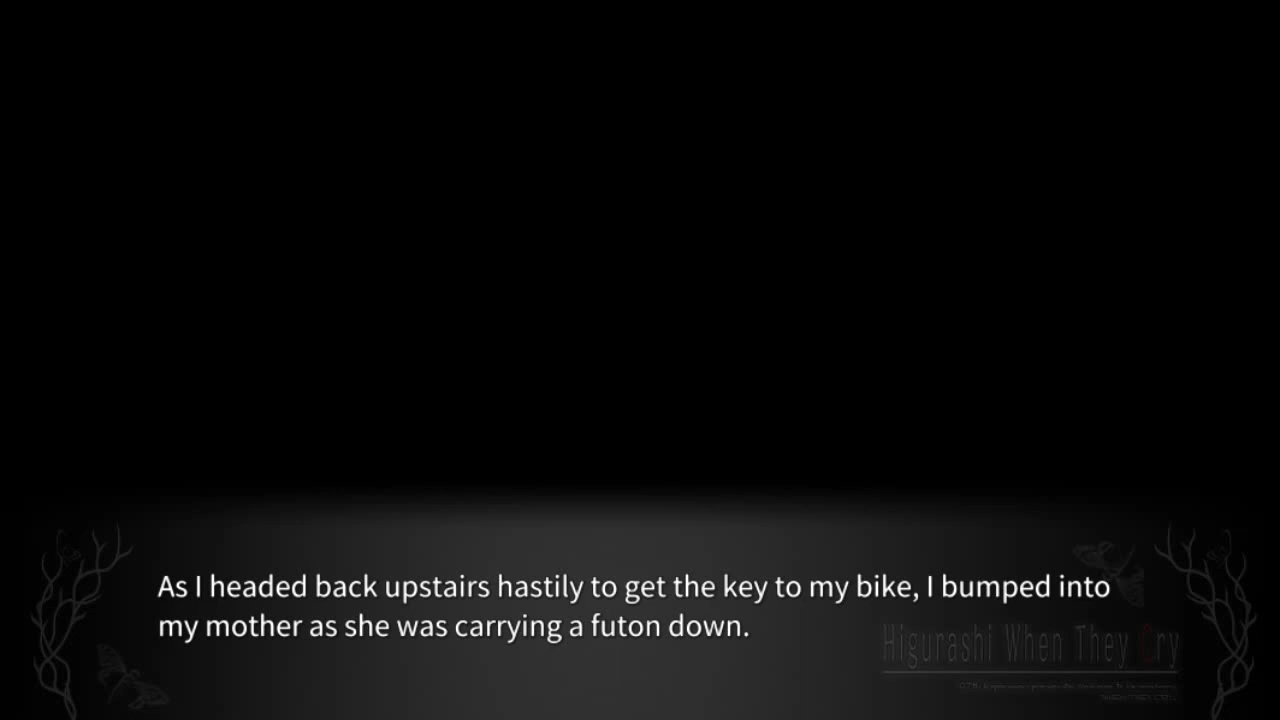 As I headed back upstairs hastily to get the key to my bike, I bumped into
my mother as she was carrying a futon down.
Higurashi When They Cry